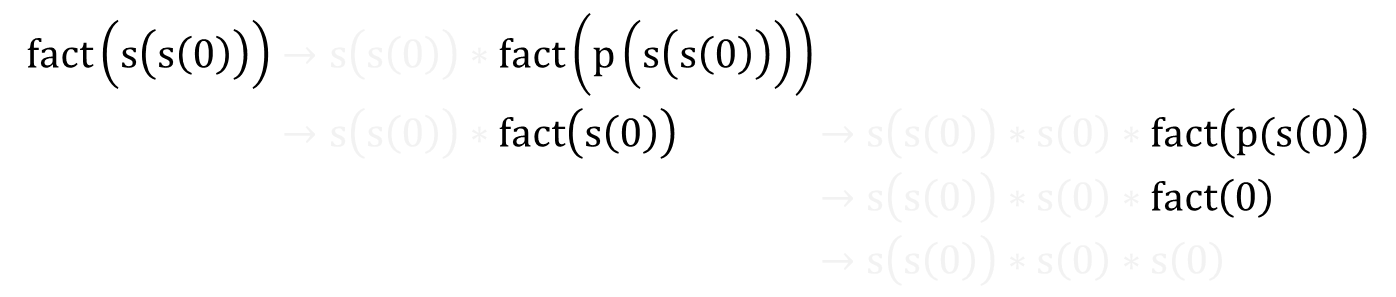 fact(s(s(0))) → s(s(0)) * fact(p(s(s(0))))
→ s(s(0)) * fact(s(0)) → s(s(0)) * s(0) * fact(p(s(0))
→ s(s(0)) * s(0) * fact(0)
→ s(s(0)) * s(0) * s(0)